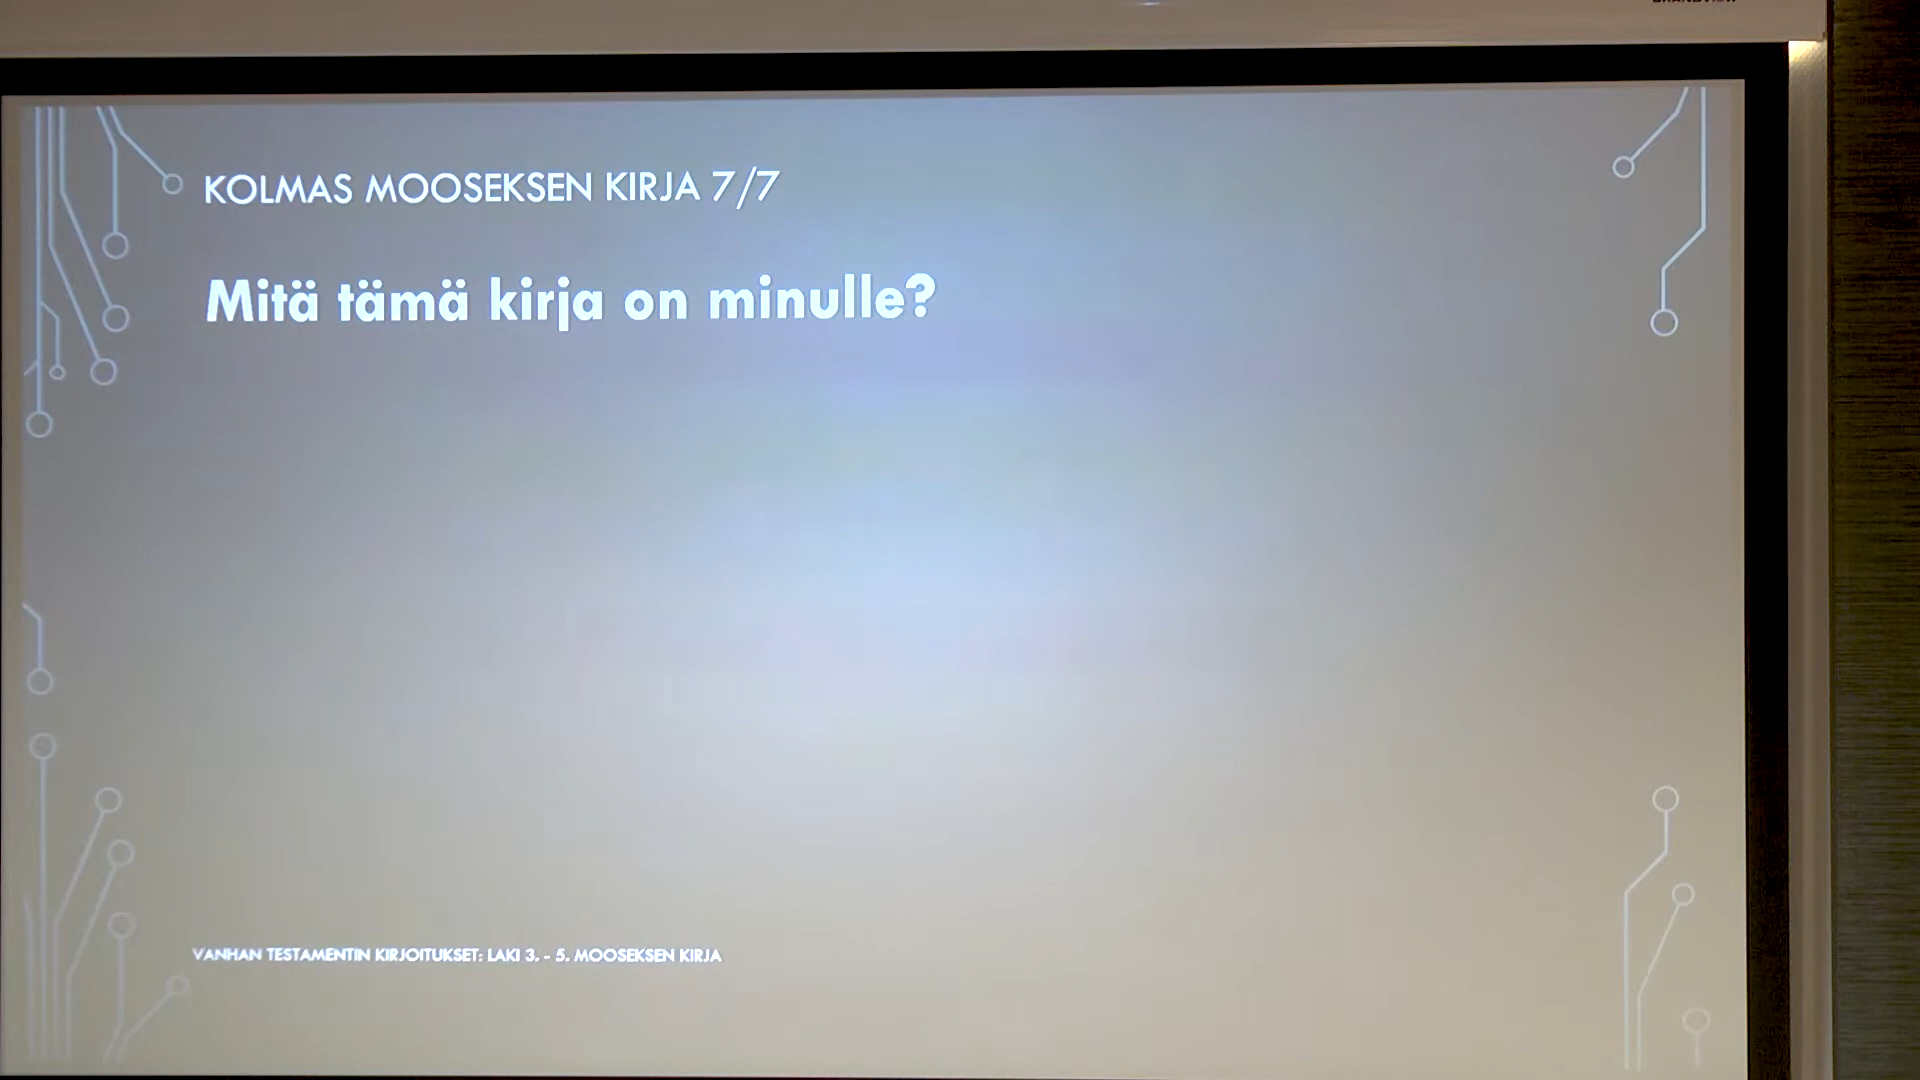 KOLMAS MOOSEKSEN KIRJA 7/7
Mitä tämä kirja on minulle?
VANHAN TESTAMENTIN KIRJOITUKSET: LAKI 3. - 5. MOOSEKSEN KIRJA